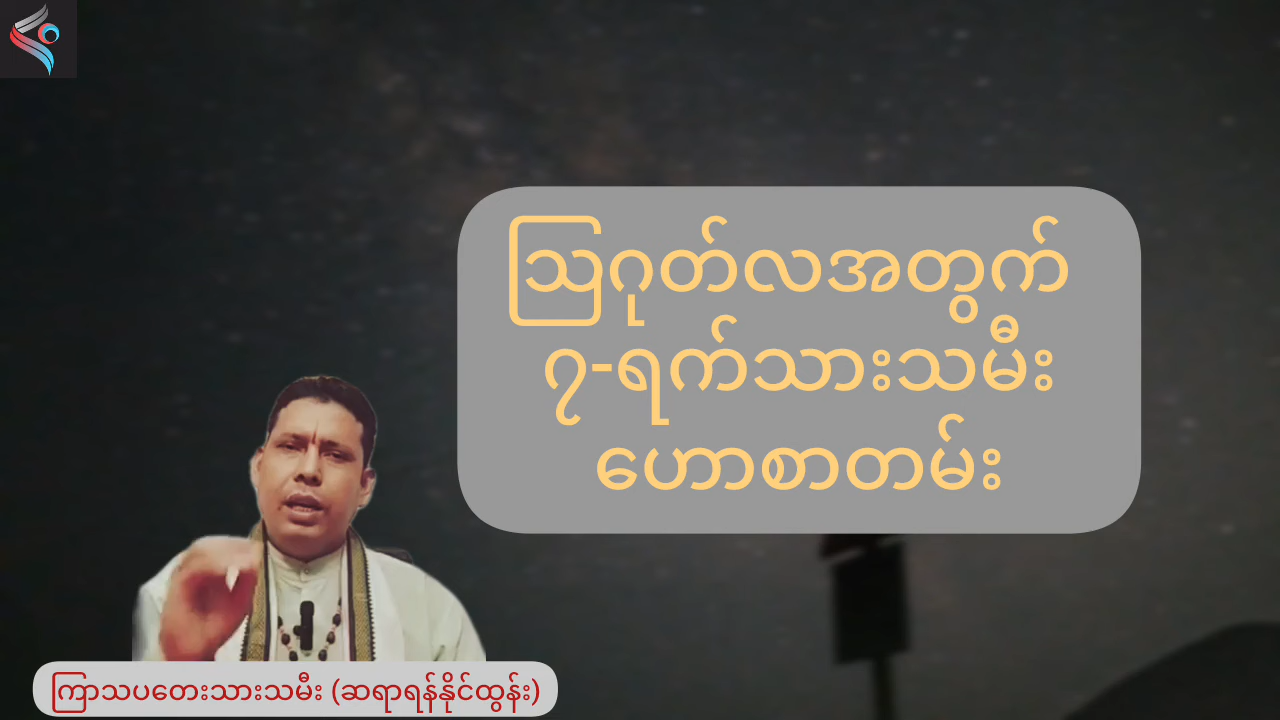 ဩဂုတ်လအတွက်
၇-ရက်သားသမီး
ဟောစာတမ်း
ကြာသပတေးသားသမီး (ဆရာရန်နိုင်ထွန်း)